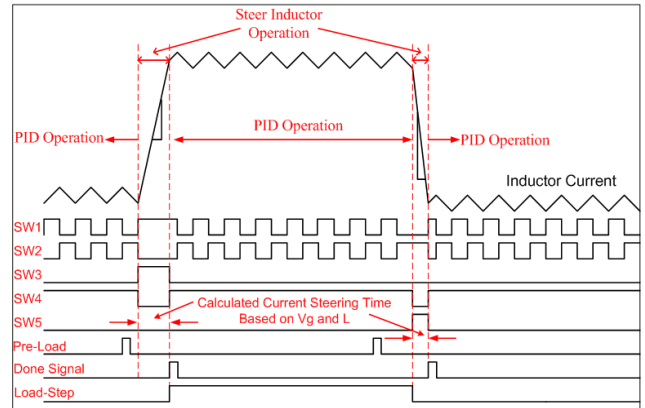 Steer Inductor
Operation
PID Operation
PID Operation
PID Operation
Inductor Current
SW1
SW2
SW3
SW4
Calculated Current Steering Time
Based on Vg and L
SW5
Pre-Load
Done Signal
Load-Step